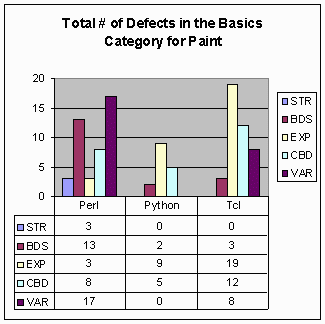 Total # of Defects in the Basics
Category for Paint
20
15
10
5
0
STR
BDS
EXP
CBD
VAR
Perl Python Tcl
STR 3 0 0
BDS 13 2 3
EXP 3 9 19
CBD 8 5 12
VAR 17 0 8